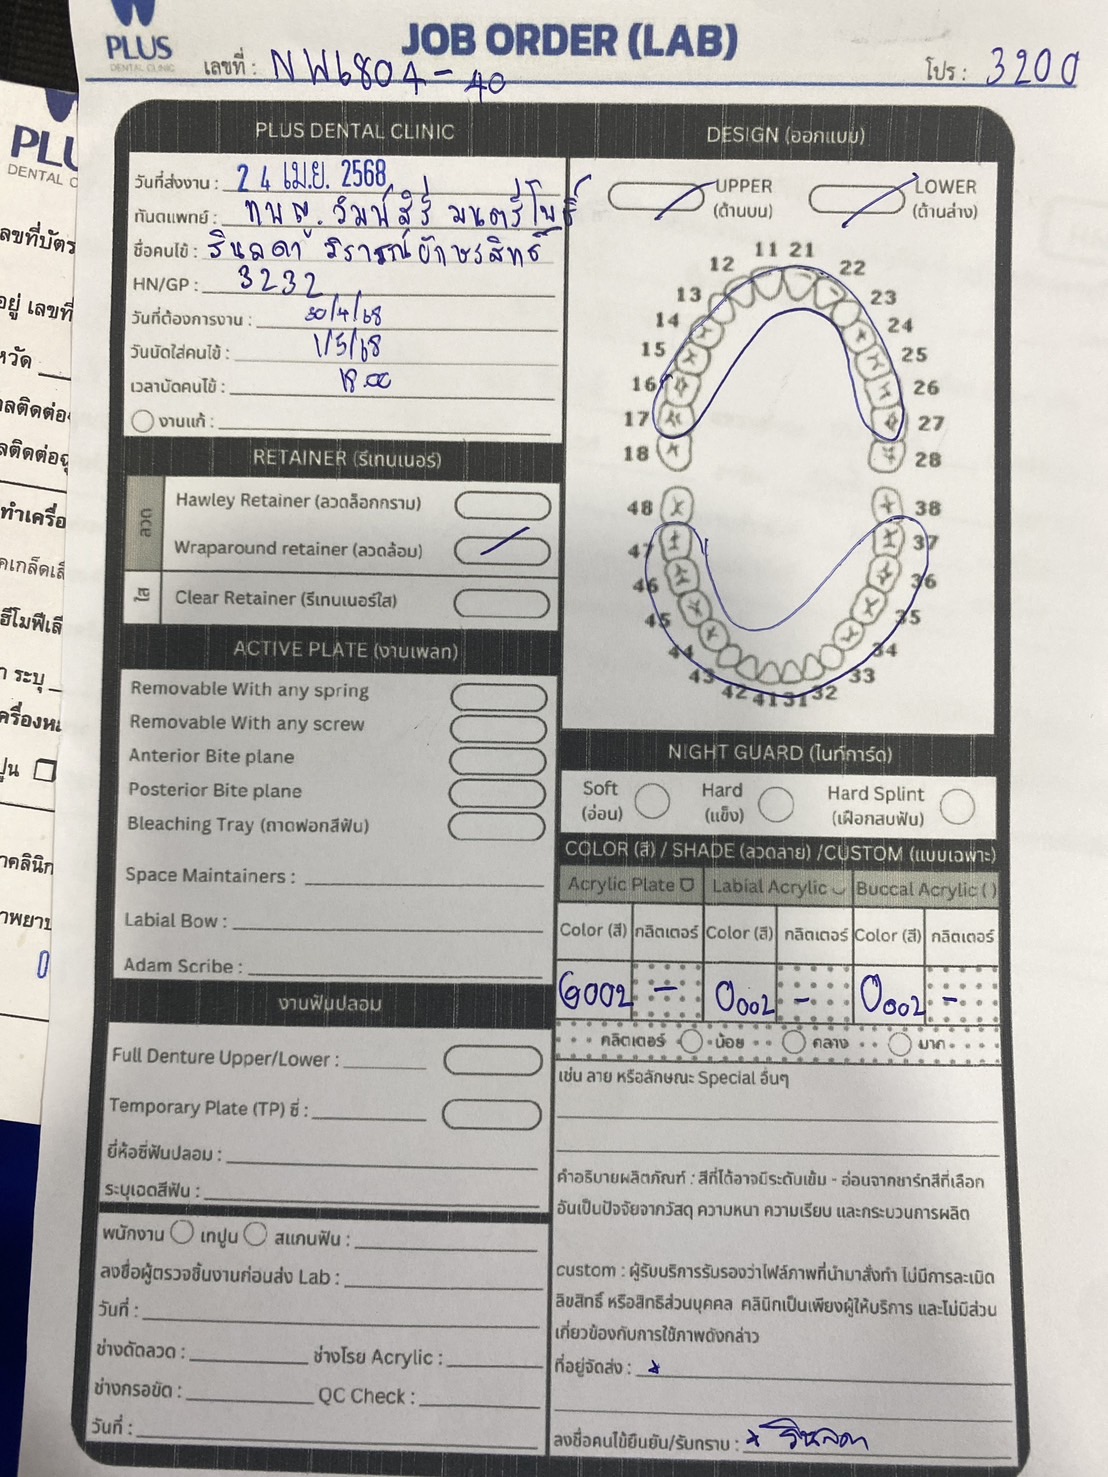 PLUS
DENTAL CLINIC
JOB ORDER (LAB)
เลขที่ : NW6804-40
โปร : 3200
PLUS DENTAL CLINIC
วันที่ส่งงาน : 24 เม.ย. 2568
ทันตแพทย์ : ทพญ. วิมพ์สิริ มนตรีโพธิ์
ชื่อคนไข้ : รินลดา
HN/GP : 3232
วันที่ต้องการงาน : 30/4/68
วันนัดใส่คนไข้ : 1/5/68
เวลานัดคนไข้ : 18.00
งานแก้ :
RETAINER (รีเทนเนอร์)
ลวด
Hawley Retainer (ลวดล็อกกราม)
Wraparound retainer (ลวดล้อม)
ใส
Clear Retainer (รีเทนเนอร์ใส)
ACTIVE PLATE (งานเพลท)
Removable With any spring
Removable With any screw
Anterior Bite plane
Posterior Bite plane
Bleaching Tray (ถาดฟอกสีฟัน)
Space Maintainers :
Labial Bow :
Adam Scribe :
งานฟันปลอม
Full Denture Upper/Lower :
Temporary Plate (TP) ซี่ :
ยี่ห้อซี่ฟันปลอม :
ระบุเฉดสีฟัน :
พนักงาน เทปูน สแกนฟัน :
ลงชื่อผู้ตรวจชิ้นงานก่อนส่ง Lab :
วันที่ :
ช่างดัดลวด : ช่างโรย Acrylic :
ช่างกรอขัด : QC Check :
วันที่ :
DESIGN (ออกแบบ)
UPPER (ด้านบน)
LOWER (ด้านล่าง)
11 21
12 22
13 23
14 24
15 25
16 26
17 27
18 28
48 38
47 37
46 36
45 35
44 34
43 33
42 41 31 32
NIGHT GUARD (ไนท์การ์ด)
Soft (อ่อน)
Hard (แข็ง)
Hard Splint (เฝือกสบฟัน)
COLOR (สี) / SHADE (ลวดลาย) /CUSTOM (แบบเฉพาะ)
Acrylic Plate Labial Acrylic Buccal Acrylic ( )
Color (สี) กลิตเตอร์ Color (สี) กลิตเตอร์ Color (สี) กลิตเตอร์
G002 - O002 - O002 -
กลิตเตอร์ น้อย กลาง มาก
เช่น ลาย หรือลักษณะ Special อื่นๆ
คำอธิบายผลิตภัณฑ์ : สีที่ได้อาจมีระดับเข้ม - อ่อนจากชาร์ทสีที่เลือก
อันเป็นปัจจัยจากวัสดุ ความหนา ความเรียบ และกระบวนการผลิต
custom : ผู้รับบริการรับรองว่าไฟล์ภาพที่นำมาสั่งทำ ไม่มีการละเมิด
ลิขสิทธิ์ หรือสิทธิส่วนบุคคล คลินิกเป็นเพียงผู้ให้บริการ และไม่มีส่วน
เกี่ยวข้องกับการใช้ภาพดังกล่าว
ที่อยู่จัดส่ง : x
ลงชื่อคนไข้ยืนยัน/รับทราบ : x รินลดา